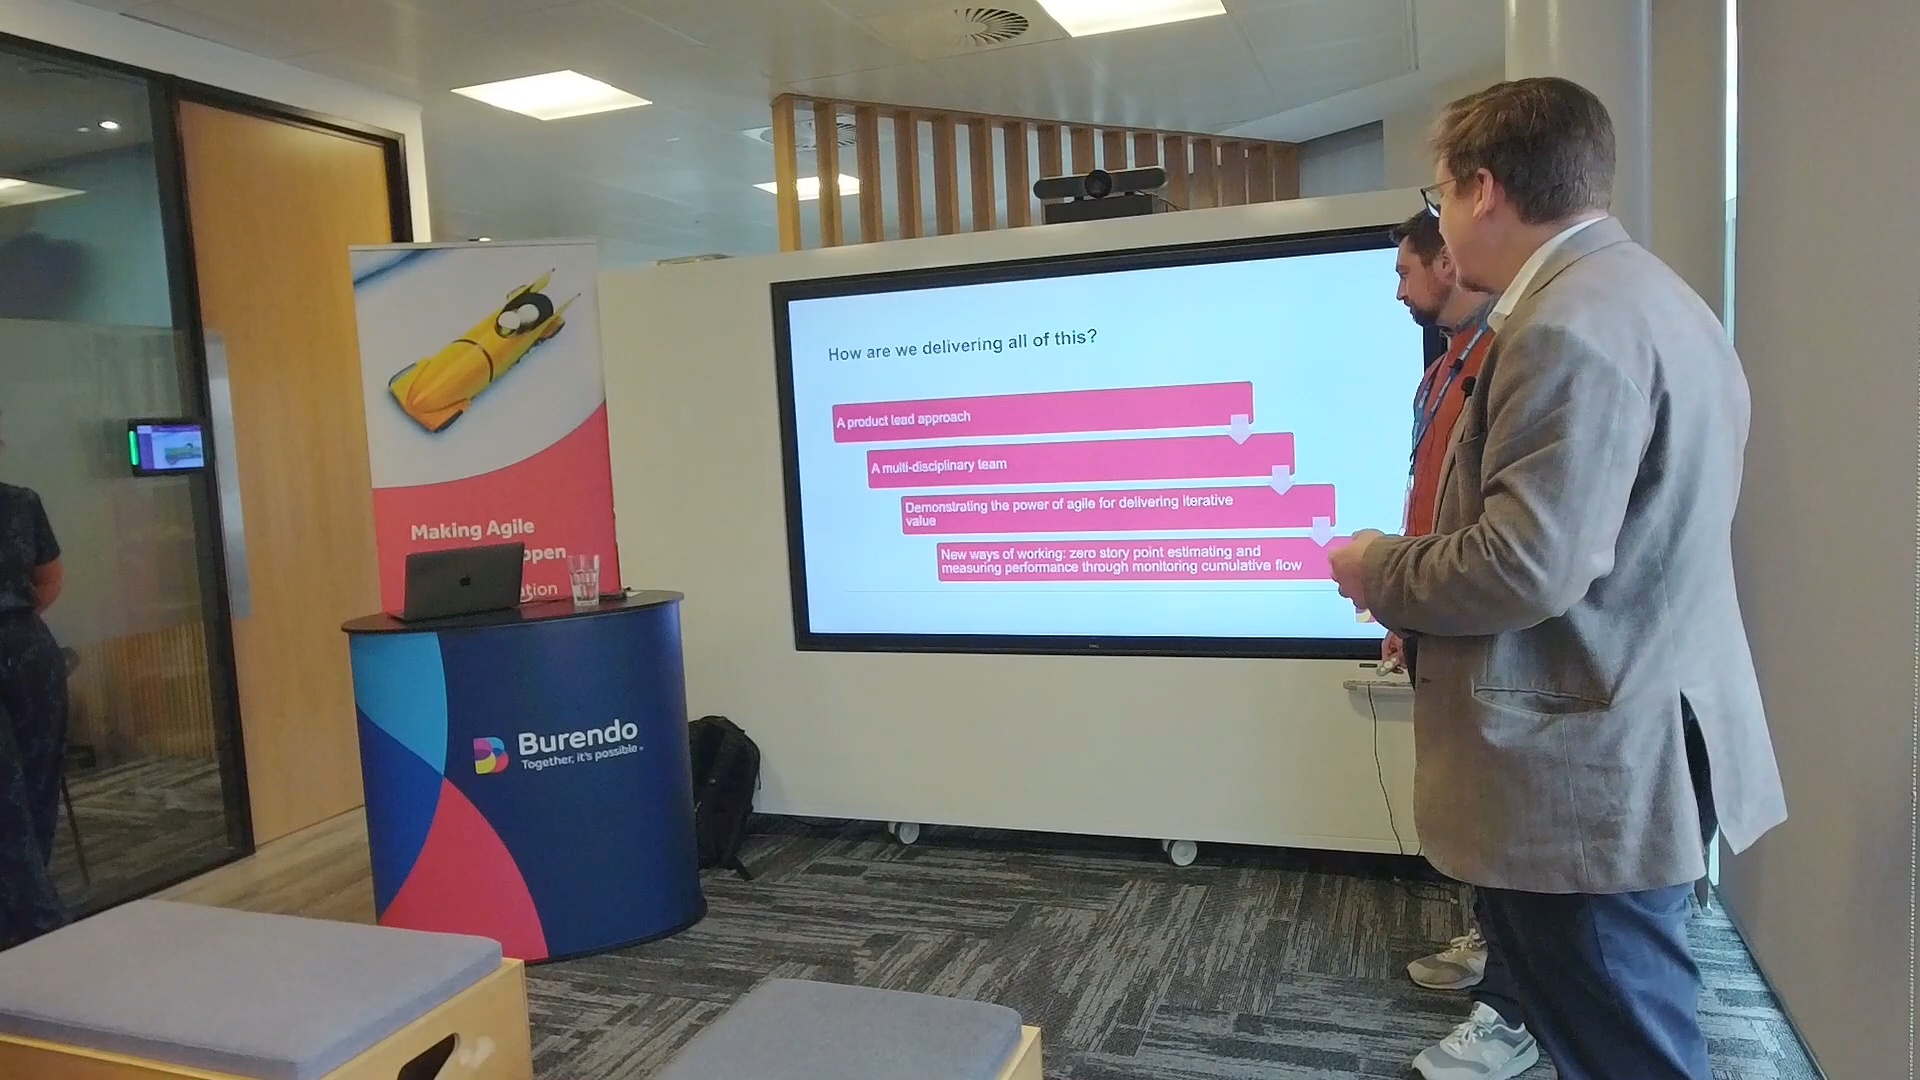 How are we delivering all of this?
A product lead approach
A multi-disciplinary team
Demonstrating the power of agile for delivering iterative
value
New ways of working: zero story point estimating and
measuring performance through monitoring cumulative flow
Making Agile
Burendo
Together, it's possible